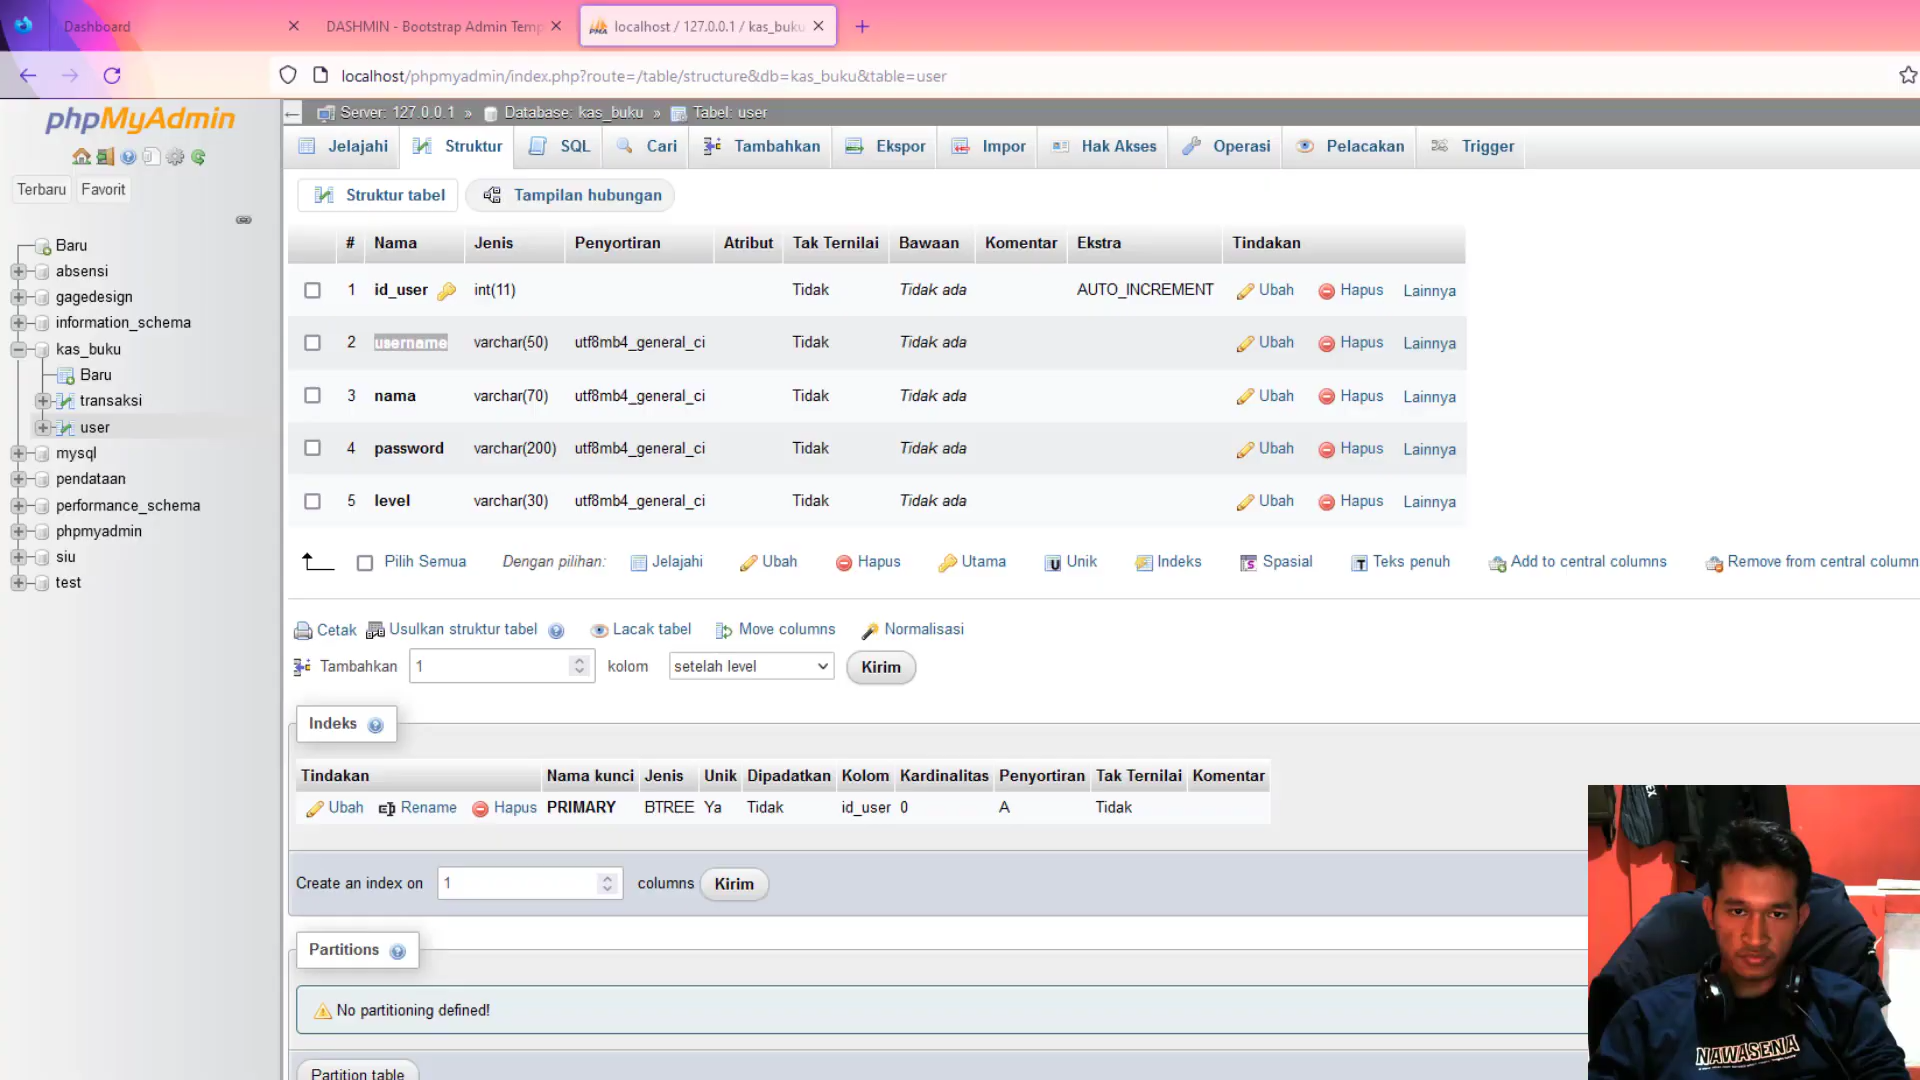 Dashboard
DASHMIN - Bootstrap Admin Temp
localhost / 127.0.0.1 / kas_buku
localhost/phpmyadmin/index.php?route=/table/structure&db=kas_buku&table=user
phpMyAdmin
Terbaru Favorit
Baru
absensi
gagedesign
information_schema
kas_buku
Baru
transaksi
user
mysql
pendataan
performance_schema
phpmyadmin
siu
test
Server: 127.0.0.1 » Database: kas_buku » Tabel: user
Jelajahi Struktur SQL Cari Tambahkan Ekspor Impor Hak Akses Operasi Pelacakan Trigger
Struktur tabel Tampilan hubungan
# Nama Jenis Penyortiran Atribut Tak Ternilai Bawaan Komentar Ekstra Tindakan
1 id_user int(11) Tidak Tidak ada AUTO_INCREMENT Ubah Hapus Lainnya
2 username varchar(50) utf8mb4_general_ci Tidak Tidak ada Ubah Hapus Lainnya
3 nama varchar(70) utf8mb4_general_ci Tidak Tidak ada Ubah Hapus Lainnya
4 password varchar(200) utf8mb4_general_ci Tidak Tidak ada Ubah Hapus Lainnya
5 level varchar(30) utf8mb4_general_ci Tidak Tidak ada Ubah Hapus Lainnya
Pilih Semua Dengan pilihan: Jelajahi Ubah Hapus Utama Unik Indeks Spasial Teks penuh Add to central columns Remove from central column
Cetak Usulkan struktur tabel Lacak tabel Move columns Normalisasi
Tambahkan 1 kolom setelah level Kirim
Indeks
Tindakan Nama kunci Jenis Unik Dipadatkan Kolom Kardinalitas Penyortiran Tak Ternilai Komentar
Ubah Rename Hapus PRIMARY BTREE Ya Tidak id_user 0 A Tidak
Create an index on 1 columns Kirim
Partitions
No partitioning defined!
Partition table
NAWASENA